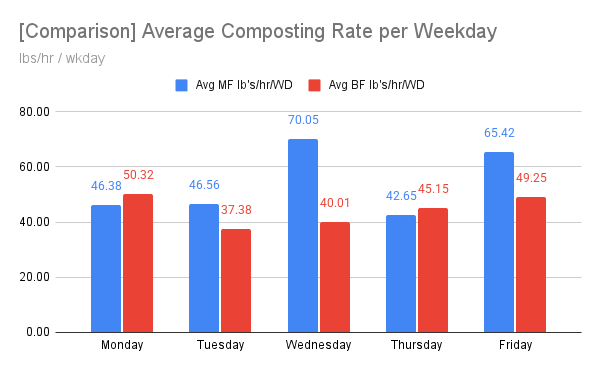 [Comparison] Average Composting Rate per Weekday
lbs/hr / wkday
Avg MF lb's/hr/WD Avg BF lb's/hr/WD
80.00
60.00
40.00
20.00
0.00
46.38 50.32
46.56 37.38
70.05 40.01
42.65 45.15
65.42 49.25
Monday Tuesday Wednesday Thursday Friday